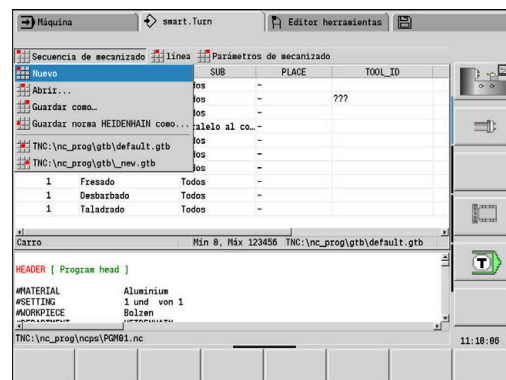 Máquina smart.Turn Editor herramientas
Secuencia de mecanizado línea Parámetros de mecanizado
Nuevo SUB PLACE TOOL_ID
Abrir... dos -
Guardar como… dos - ???
dos -
Guardar norma HEIDENHAIN como... ralelo al co… -
TNC:\nc_prog\gtb\default.gtb dos -
dos -
TNC:\nc_prog\gtb\_new.gtb dos -
1 Fresado Todos -
1 Desbarbado Todos -
1 Taladrado Todos -
Carro Min 0, Máx 123456 TNC:\nc_prog\gtb\default.gtb
HEADER [ Program head ]
#MATERIAL Aluminium
#SETTING 1 und von 1
#WORKPIECE Bolzen
TNC:\nc_prog\ncps\PGM01.nc
T
11:10:06